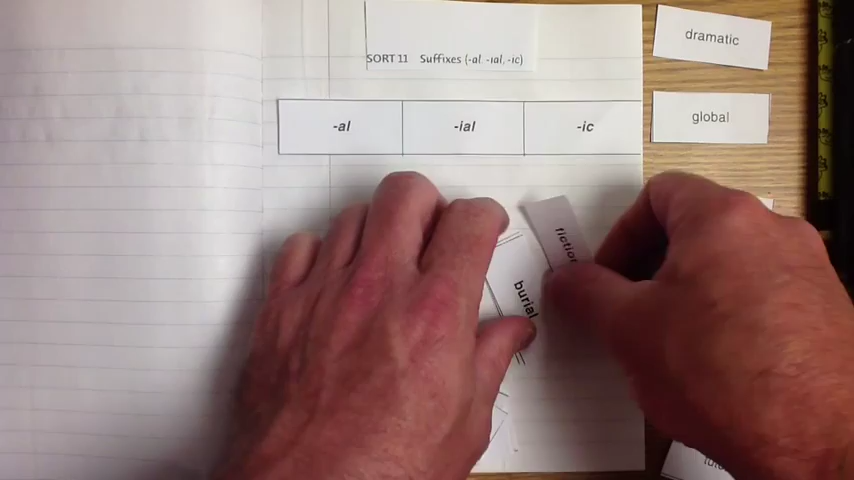 SORT 11 Suffixes (-al, -ial, -ic)
-al
-ial
-ic
dramatic
global
burial